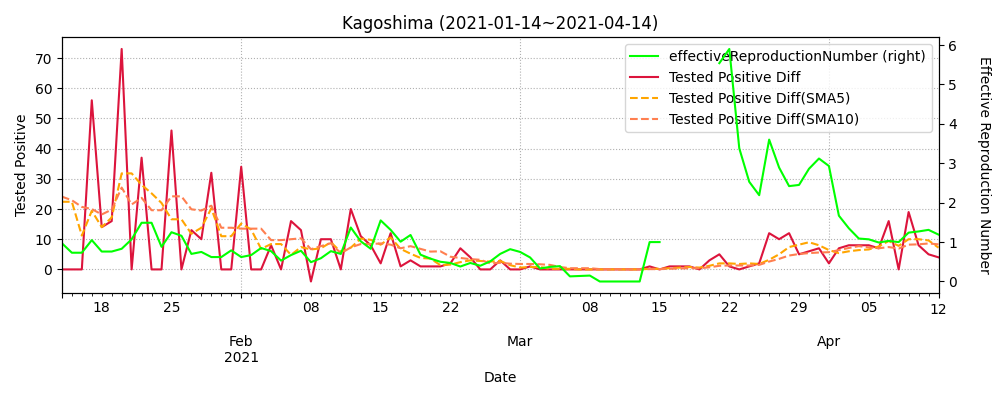 Kagoshima (2021-01-14~2021-04-14)
effectiveReproductionNumber (right)
Tested Positive Diff
Tested Positive Diff(SMA5)
Tested Positive Diff(SMA10)
Tested Positive
70
60
50
40
30
20
10
0
6
5
4
3
2
1
0
Effective Reproduction Number
18 25 08 15 22 08 15 22 29 05 12
Feb Mar Apr
2021
Date